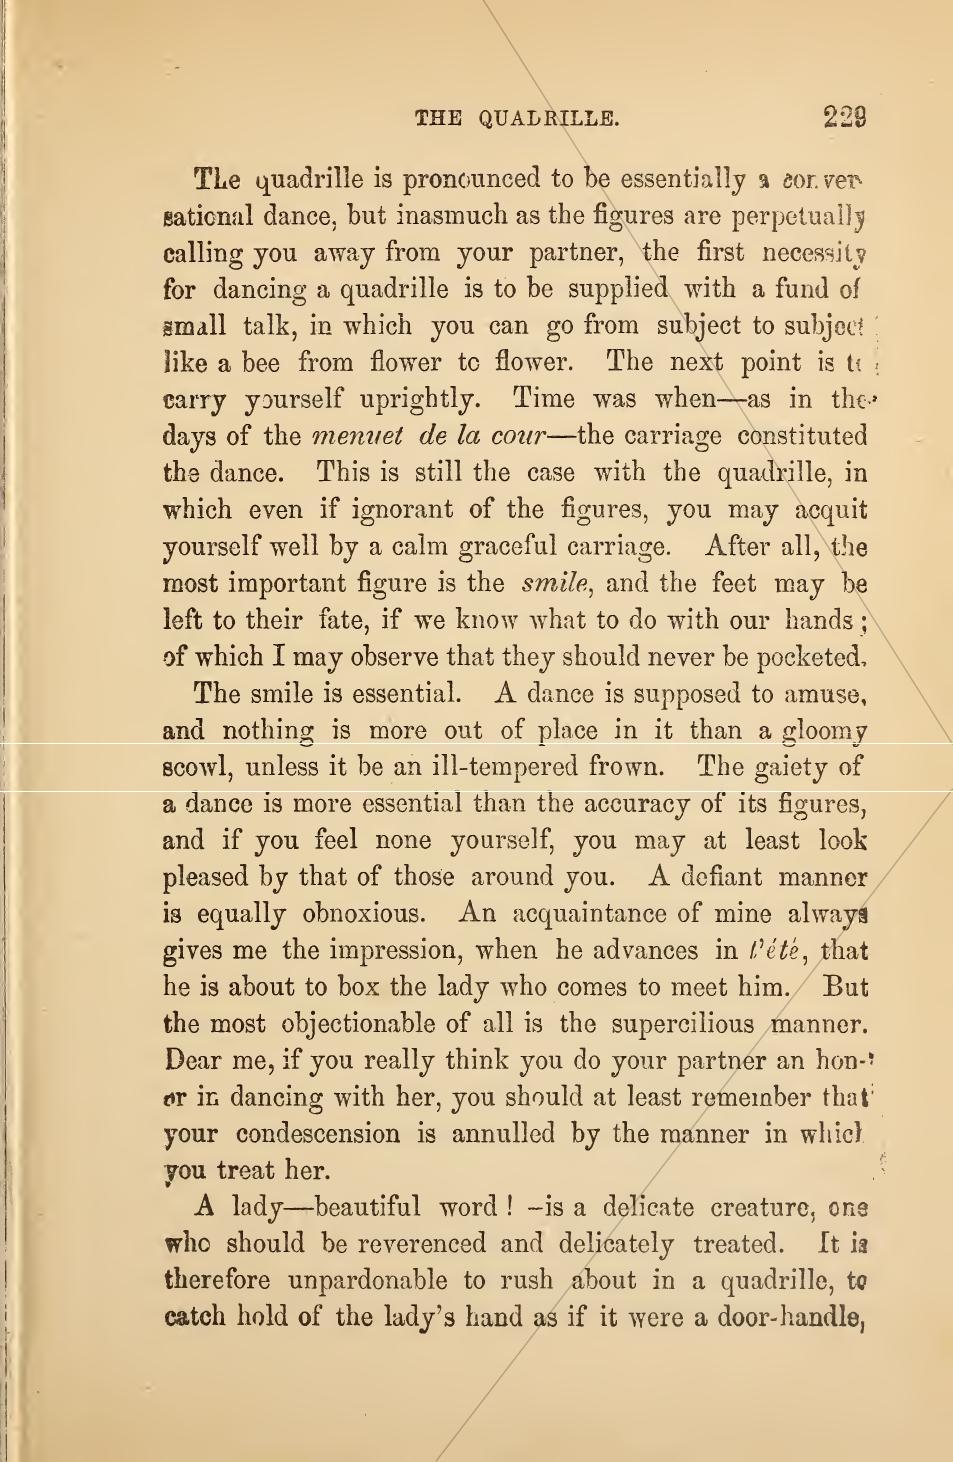 THE QUADRILLE. 229
The quadrille is pronounced to be essentially a conver-
sational dance, but inasmuch as the figures are perpetually
calling you away from your partner, the first necessity
for dancing a quadrille is to be supplied with a fund of
small talk, in which you can go from subject to subject
like a bee from flower to flower. The next point is to
carry yourself uprightly. Time was when—as in the
days of the menuet de la cour—the carriage constituted
the dance. This is still the case with the quadrille, in
which even if ignorant of the figures, you may acquit
yourself well by a calm graceful carriage. After all, the
most important figure is the smile, and the feet may be
left to their fate, if we know what to do with our hands;
of which I may observe that they should never be pocketed.
The smile is essential. A dance is supposed to amuse,
and nothing is more out of place in it than a gloomy
scowl, unless it be an ill-tempered frown. The gaiety of
a dance is more essential than the accuracy of its figures,
and if you feel none yourself, you may at least look
pleased by that of those around you. A defiant manner
is equally obnoxious. An acquaintance of mine always
gives me the impression, when he advances in l'été, that
he is about to box the lady who comes to meet him. But
the most objectionable of all is the supercilious manner.
Dear me, if you really think you do your partner an hon-
or in dancing with her, you should at least remember that
your condescension is annulled by the manner in which
you treat her.
A lady—beautiful word!—is a delicate creature, one
who should be reverenced and delicately treated. It is
therefore unpardonable to rush about in a quadrille, to
catch hold of the lady's hand as if it were a door-handle,